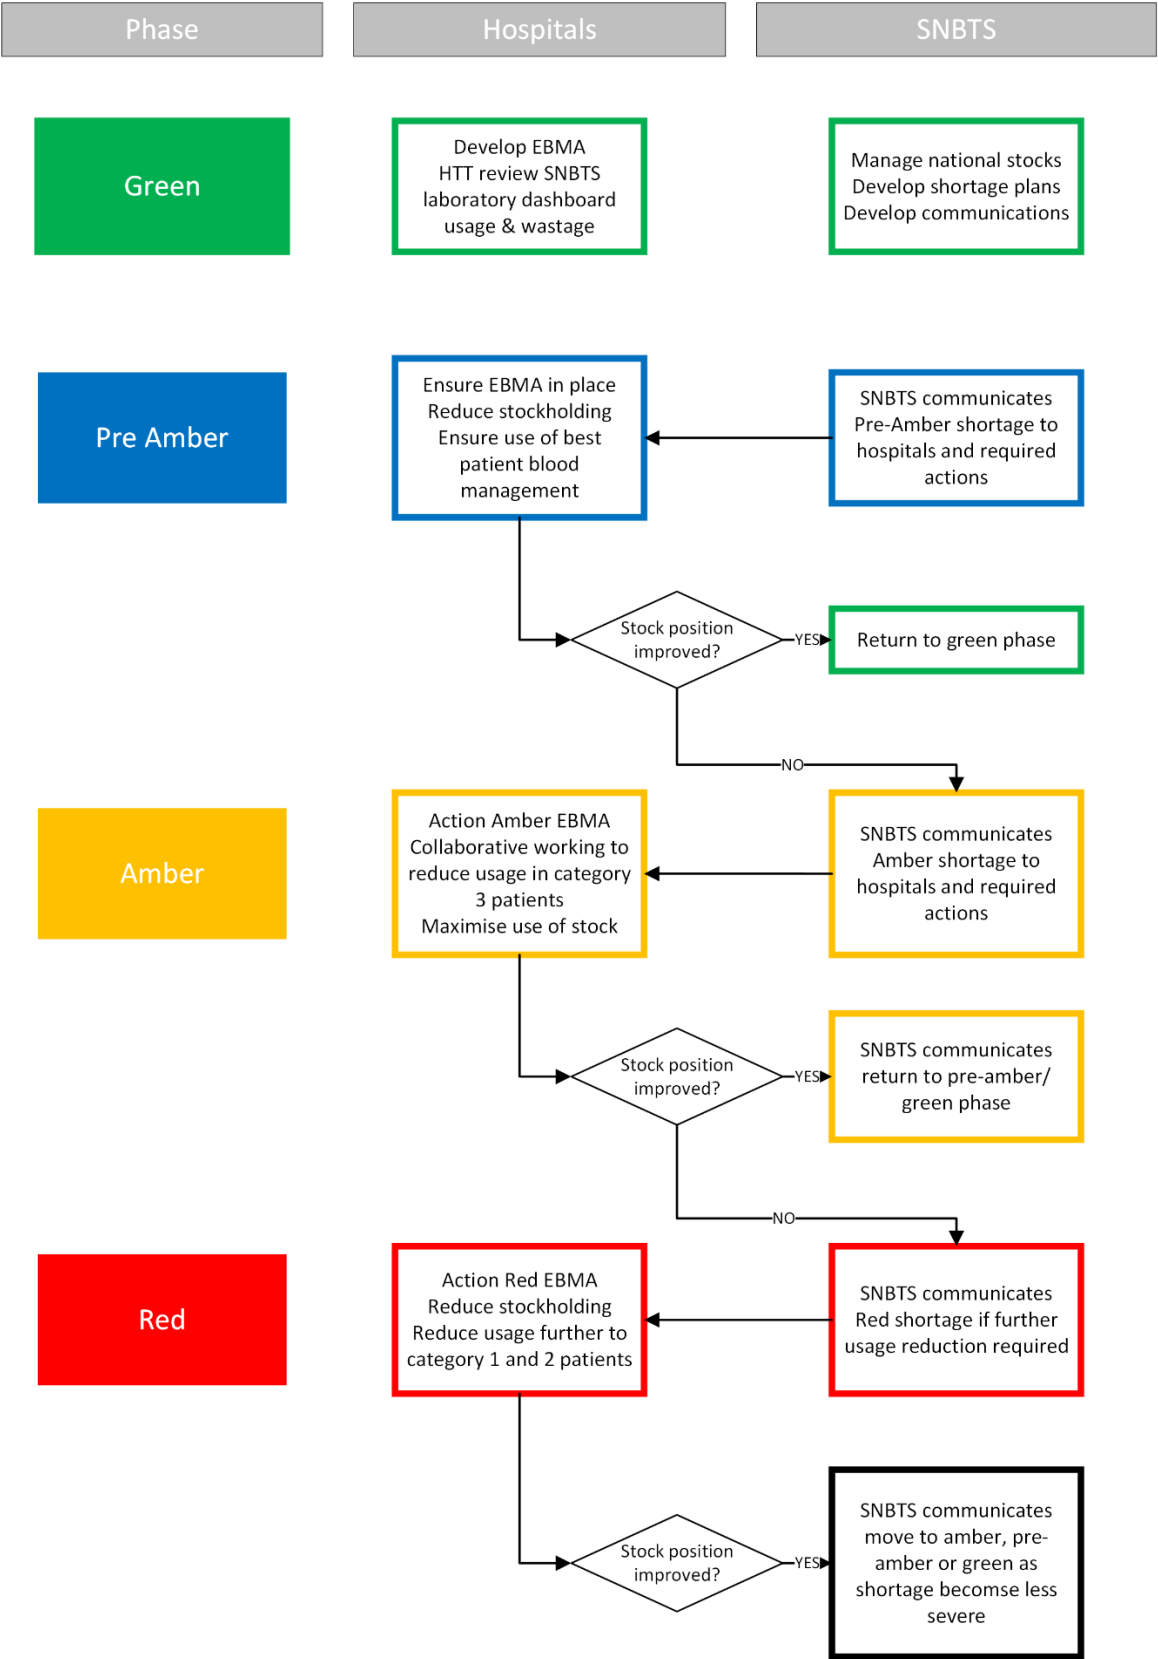 Phase
Hospitals
SNBTS
Green
Develop EBMA
HTT review SNBTS
laboratory dashboard
usage & wastage
Manage national stocks
Develop shortage plans
Develop communications
Pre Amber
Ensure EBMA in place
Reduce stockholding
Ensure use of best
patient blood
management
SNBTS communicates
Pre-Amber shortage to
hospitals and required
actions
Stock position
improved?
YES
Return to green phase
NO
Amber
Action Amber EBMA
Collaborative working to
reduce usage in category
3 patients
Maximise use of stock
SNBTS communicates
Amber shortage to
hospitals and required
actions
Stock position
improved?
YES
SNBTS communicates
return to pre-amber/
green phase
NO
Red
Action Red EBMA
Reduce stockholding
Reduce usage further to
category 1 and 2 patients
SNBTS communicates
Red shortage if further
usage reduction required
Stock position
improved?
YES
SNBTS communicates
move to amber, pre-
amber or green as
shortage becomse less
severe